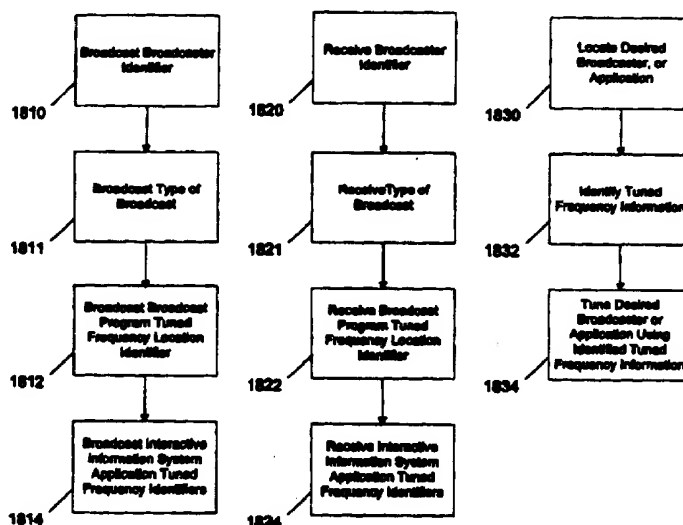 Broadcast Broadcaster
Identifier
1810
Broadcast Type of
Broadcast
1811
Broadcast Broadcast
Program Tuned
Frequency Location
Identifier
1812
Broadcast Interactive
Information System
Application Tuned
Frequency Identifiers
1814
Receive Broadcaster
Identifier
1820
ReceiveType of
Broadcast
1821
Receive Broadcast
Program Tuned
Frequency Location
Identifier
1822
Receive Interactive
Information System
Application Tuned
Frequency Identifiers
1824
Locate Desired
Broadcaster, or
Application
1830
Identify Tuned
Frequency Information
1832
Tune Desired
Broadcaster or
Application Using
Identified Tuned
Frequency Information
1834